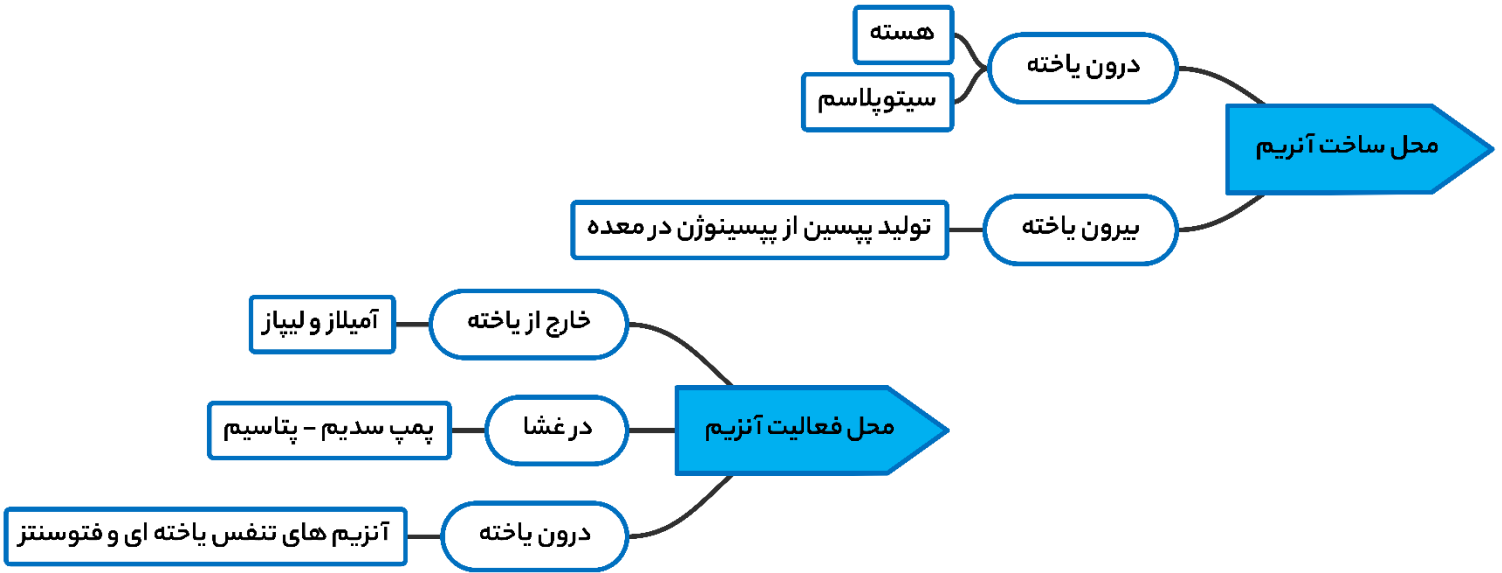 محل ساخت آنریم
درون یاخته
هسته
سیتوپلاسم
بیرون یاخته
تولید پپسین از پپسینوژن در معده
محل فعالیت آنزیم
خارج از یاخته
آمیلاز و لیپاز
در غشا
پمپ سدیم - پتاسیم
درون یاخته
آنزیم های تنفس یاخته ای و فتوسنتز